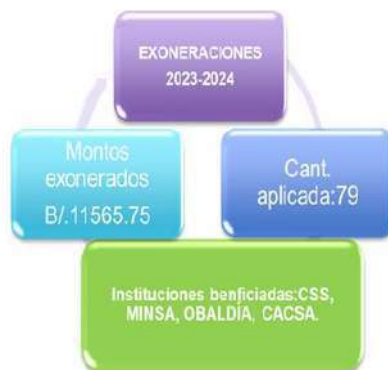 EXONERACIONES
2023-2024
Montos
exonerados
B/.11565.75
Cant.
aplicada:79
Instituciones benficiadas:CSS,
MINSA, OBALDÍA, CACSA.